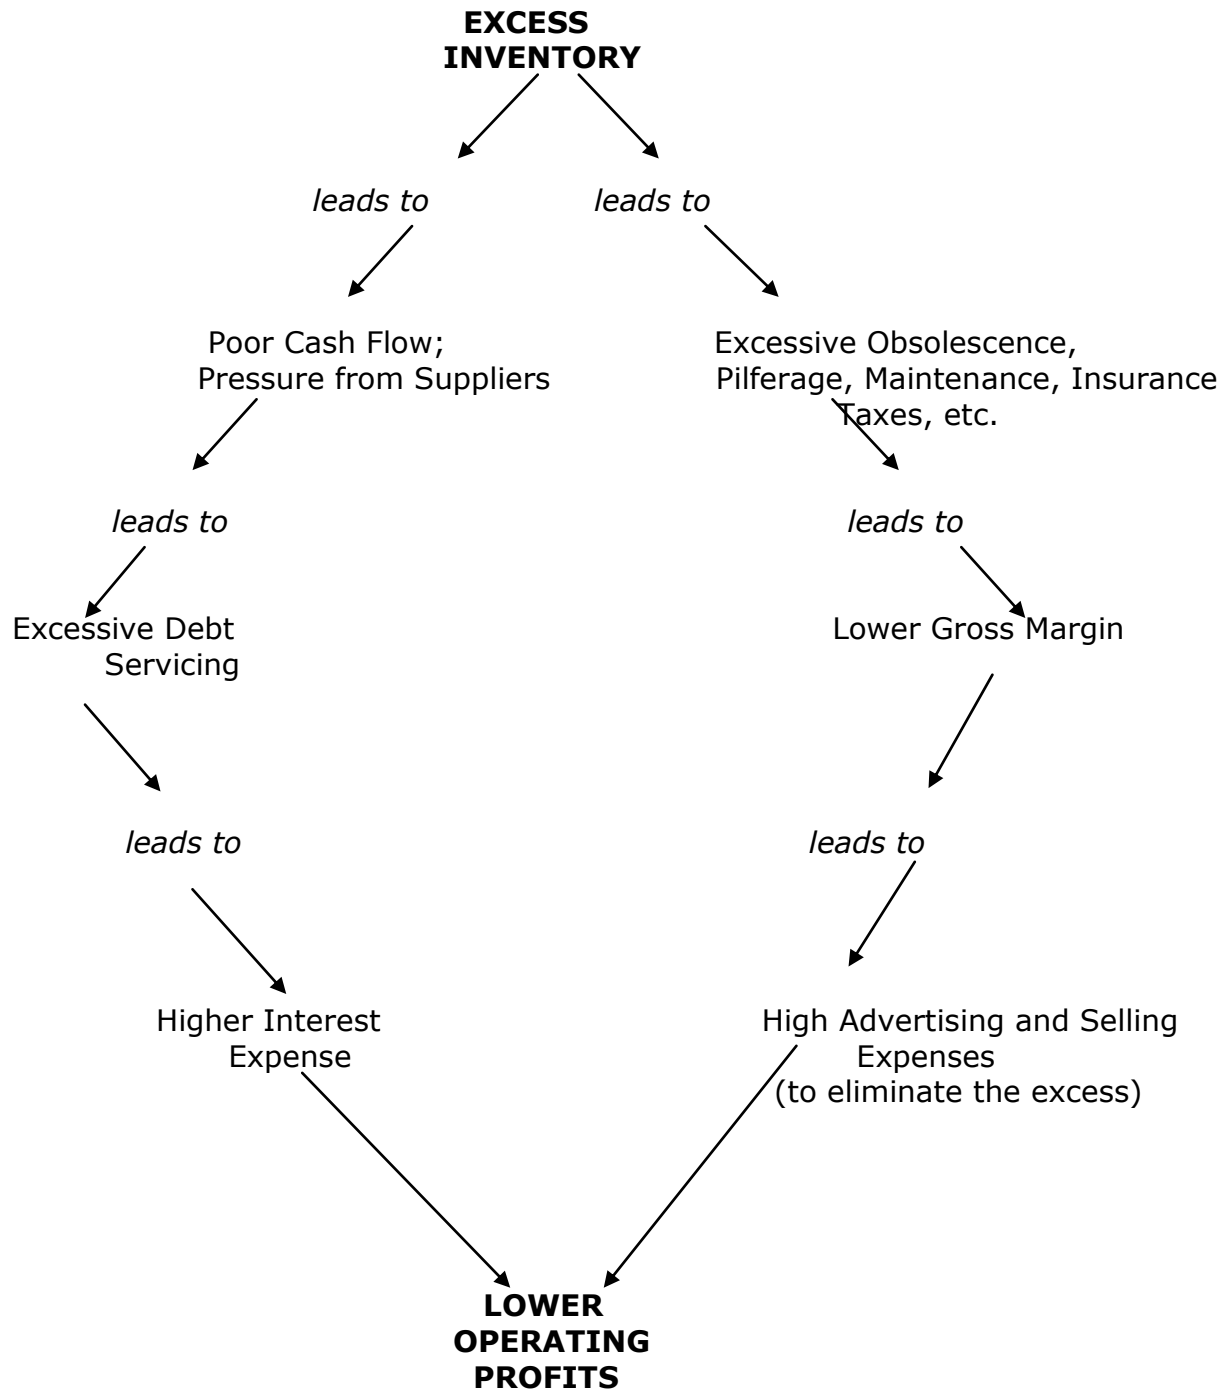 EXCESS
INVENTORY
leads to
leads to
Poor Cash Flow;
Pressure from Suppliers
Excessive Obsolescence,
Pilferage, Maintenance, Insurance
Taxes, etc.
leads to
leads to
Excessive Debt
Servicing
Lower Gross Margin
leads to
leads to
Higher Interest
Expense
High Advertising and Selling
Expenses
(to eliminate the excess)
LOWER
OPERATING
PROFITS